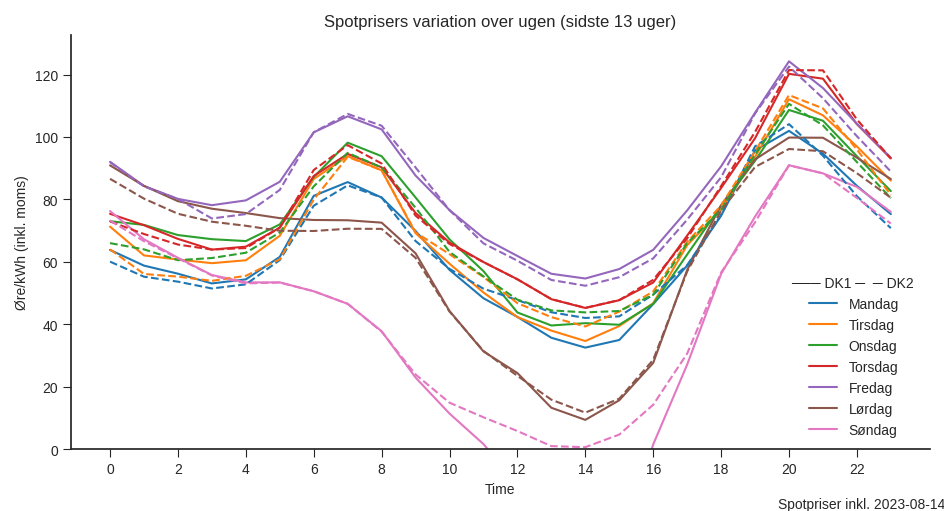 Spotprisers variation over ugen (sidste 13 uger)
Øre/kWh (inkl. moms)
120
100
80
60
40
20
0
0 2 4 6 8 10 12 14 16 18 20 22
Time
DK1 DK2
Mandag
Tirsdag
Onsdag
Torsdag
Fredag
Lørdag
Søndag
Spotpriser inkl. 2023-08-14